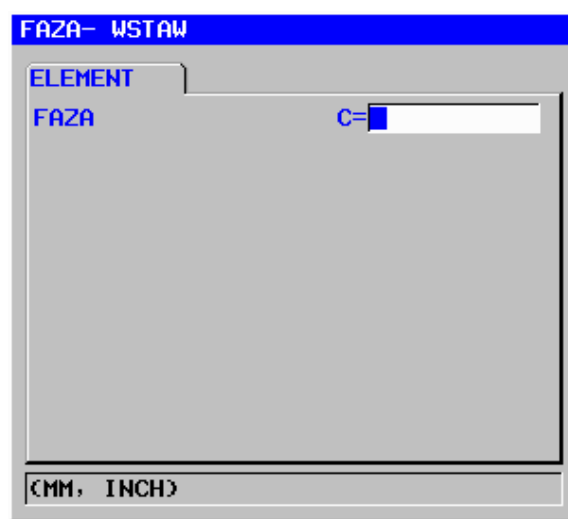 FAZA- WSTAW
ELEMENT
FAZA C=
(MM, INCH)